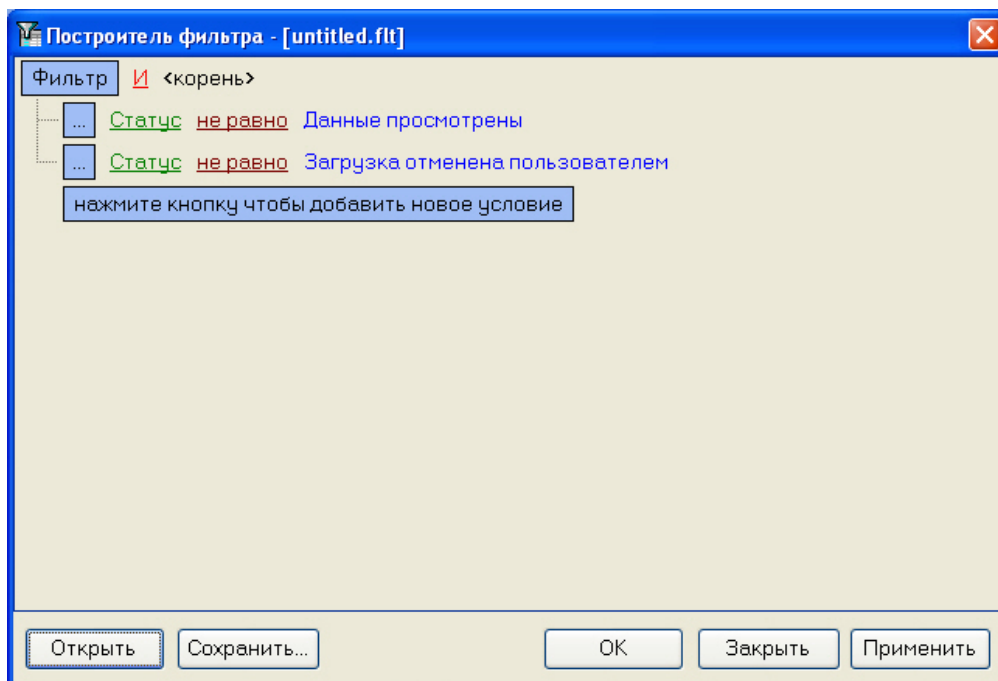 Построитель фильтра - [untitled.flt]
Фильтр И <корень>
... Статус не равно Данные просмотрены
... Статус не равно Загрузка отменена пользователем
нажмите кнопку чтобы добавить новое условие
Открыть Сохранить... ОК Закрыть Применить